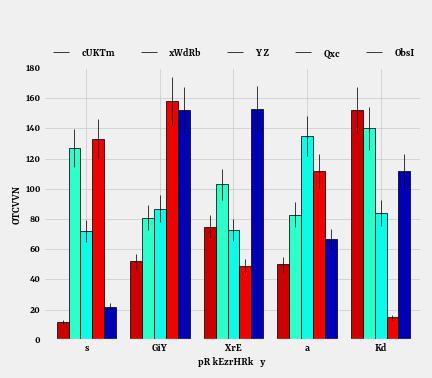 cUKTm xWdRb YZ Qxc ObsI
180
160
140
120
100
80
60
40
20
0
OTCVVN
s GiY XrE a Kd
pR kEzrHRk y